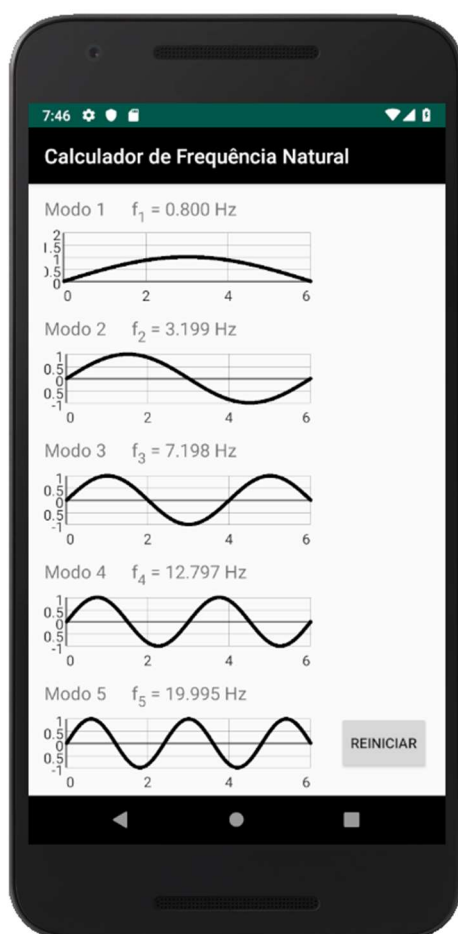 7:46
Calculador de Frequência Natural
Modo 1 f₁ = 0.800 Hz
2
1.5
1
0.5
0
0 2 4 6
Modo 2 f₂ = 3.199 Hz
1
0.5
0
0.5
-1
0 2 4 6
Modo 3 f₃ = 7.198 Hz
1
0.5
0
0.5
-1
0 2 4 6
Modo 4 f₄ = 12.797 Hz
1
0.5
0
0.5
-1
0 2 4 6
Modo 5 f₅ = 19.995 Hz
1
0.5
0
0.5
-1
0 2 4 6
REINICIAR